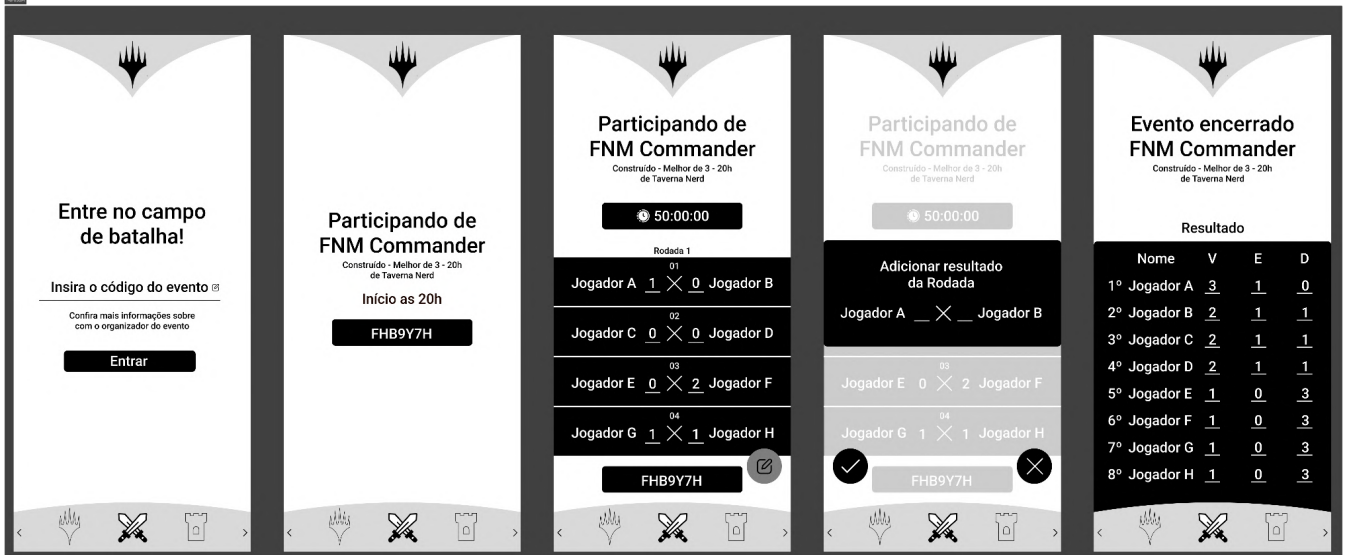 Entre no campo
de batalha!
Insira o código do evento
Confira mais informações sobre
com o organizador do evento
Entrar
Participando de
FNM Commander
Construído - Melhor de 3 - 20h
de Taverna Nerd
Início as 20h
FHB9Y7H
Participando de
FNM Commander
Construído - Melhor de 3 - 20h
de Taverna Nerd
50:00:00
Rodada 1
01
Jogador A 1 X 0 Jogador B
02
Jogador C 0 X 0 Jogador D
03
Jogador E 0 X 2 Jogador F
04
Jogador G 1 X 1 Jogador H
FHB9Y7H
Participando de
FNM Commander
Construído - Melhor de 3 - 20h
de Taverna Nerd
50:00:00
Adicionar resultado
da Rodada
Jogador A __ X __ Jogador B
03
Jogador E 0 X 2 Jogador F
04
Jogador G 1 X 1 Jogador H
FHB9Y7H
Evento encerrado
FNM Commander
Construído - Melhor de 3 - 20h
de Taverna Nerd
Resultado
Nome V E D
1º Jogador A 3 1 0
2º Jogador B 2 1 1
3º Jogador C 2 1 1
4º Jogador D 2 1 1
5º Jogador E 1 0 3
6º Jogador F 1 0 3
7º Jogador G 1 0 3
8º Jogador H 1 0 3